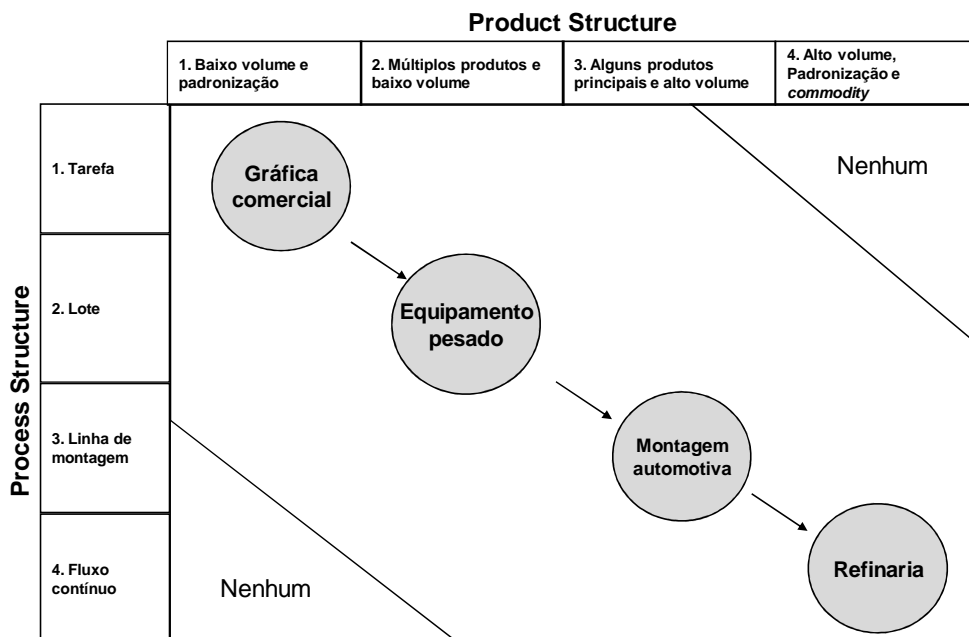 Product Structure
1. Baixo volume e
padronização
2. Múltiplos produtos e
baixo volume
3. Alguns produtos
principais e alto volume
4. Alto volume,
Padronização e
commodity
Process Structure
1. Tarefa
2. Lote
3. Linha de
montagem
4. Fluxo
contínuo
Gráfica
comercial
Nenhum
Equipamento
pesado
Montagem
automotiva
Nenhum
Refinaria